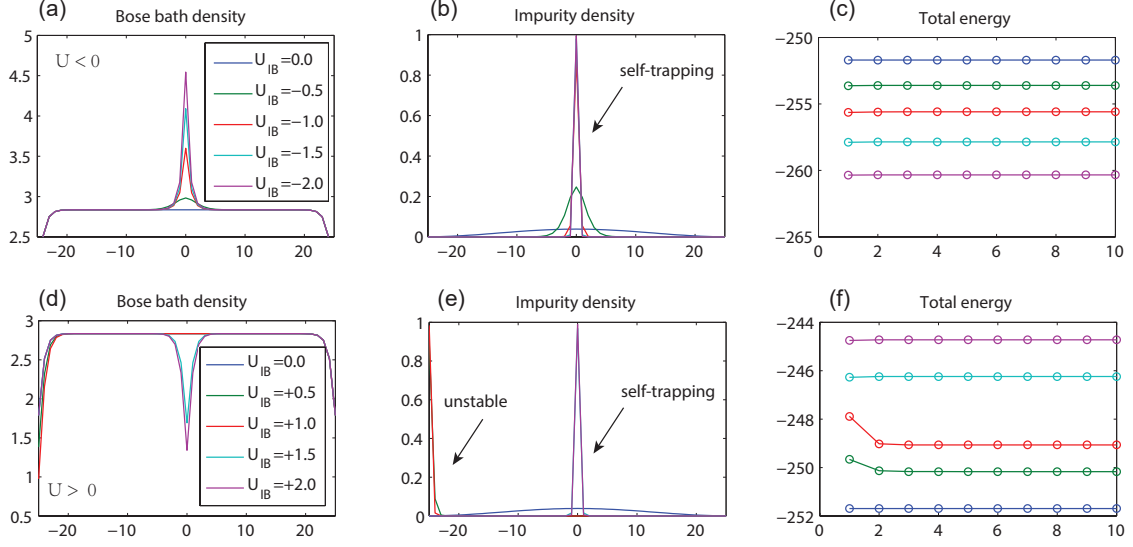 (a)
Bose bath density
5
4.5
4
3.5
3
2.5
−20
−10
0
10
20
U < 0
U_IB=0.0
U_IB=−0.5
U_IB=−1.0
U_IB=−1.5
U_IB=−2.0
(b)
Impurity density
1
0.8
0.6
0.4
0.2
0
−20
−10
0
10
20
self-trapping
(c)
Total energy
−250
−255
−260
−265
0
2
4
6
8
10
(d)
Bose bath density
3
2.5
2
1.5
1
0.5
−20
−10
0
10
20
U > 0
U_IB=0.0
U_IB=+0.5
U_IB=+1.0
U_IB=+1.5
U_IB=+2.0
(e)
Impurity density
1
0.8
0.6
0.4
0.2
0
−20
−10
0
10
20
unstable
self-trapping
(f)
Total energy
−244
−246
−248
−250
−252
0
2
4
6
8
10